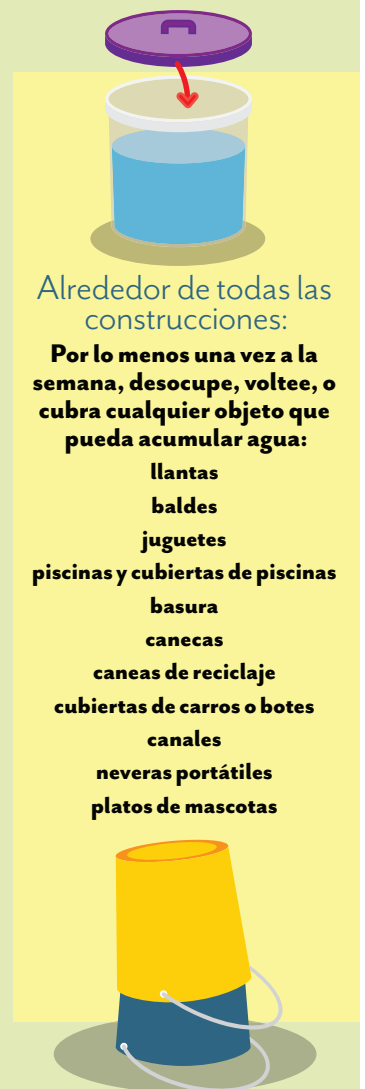 Alrededor de todas las
construcciones:
Por lo menos una vez a la
semana, desocupe, voltee, o
cubra cualquier objeto que
pueda acumular agua:
llantas
baldes
juguetes
piscinas y cubiertas de piscinas
basura
canecas
caneas de reciclaje
cubiertas de carros o botes
canales
neveras portátiles
platos de mascotas